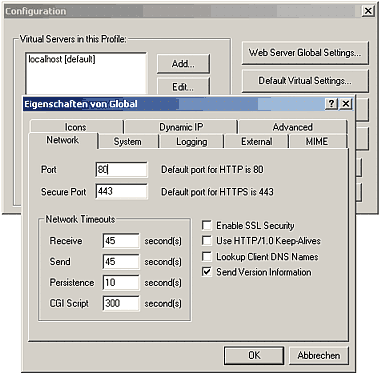 Configuration
Virtual Servers in this Profile:
localhost [default]
Add...
Edit...
Web Server Global Settings...
Default Virtual Settings...
Eigenschaften von Global
Icons Dynamic IP Advanced
Network System Logging External MIME
Port 80 Default port for HTTP is 80
Secure Port 443 Default port for HTTPS is 443
Network Timeouts
Receive 45 second(s)
Send 45 second(s)
Persistence 10 second(s)
CGI Script 300 second(s)
Enable SSL Security
Use HTTP/1.0 Keep-Alives
Lookup Client DNS Names
Send Version Information
OK Abbrechen